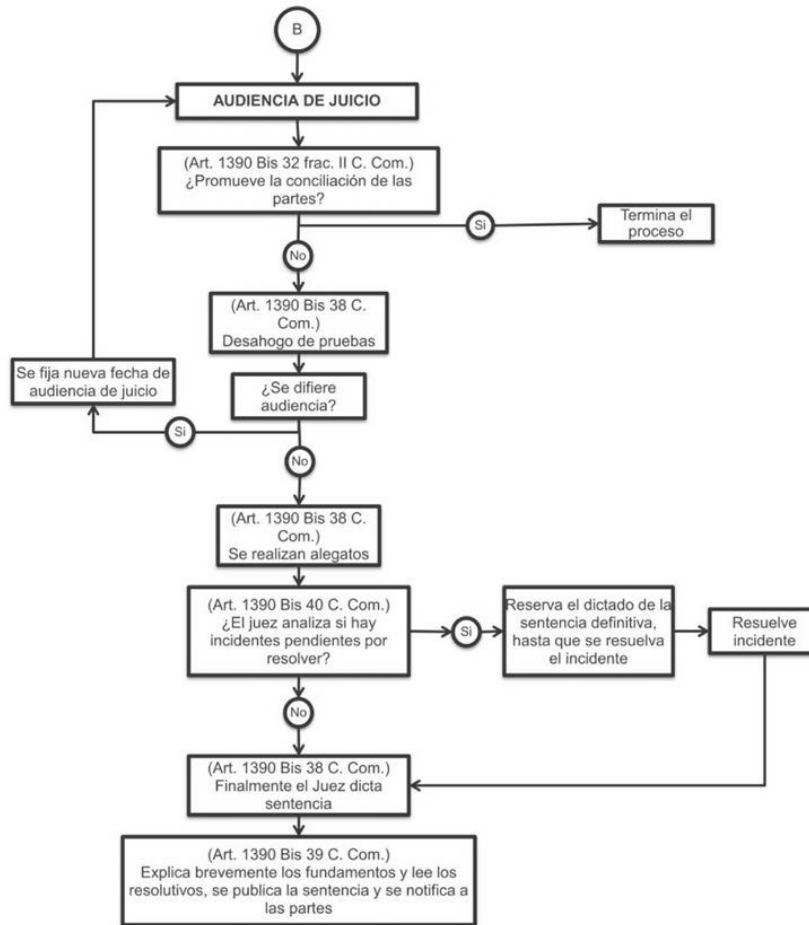 B
AUDIENCIA DE JUICIO
(Art. 1390 Bis 32 frac. II C. Com.)
¿Promueve la conciliación de las
partes?
Si
Termina el
proceso
No
(Art. 1390 Bis 38 C.
Com.)
Desahogo de pruebas
Se fija nueva fecha de
audiencia de juicio
¿Se difiere
audiencia?
Si
No
(Art. 1390 Bis 38 C.
Com.)
Se realizan alegatos
(Art. 1390 Bis 40 C. Com.)
¿El juez analiza si hay
incidentes pendientes por
resolver?
Si
Reserva el dictado de la
sentencia definitiva,
hasta que se resuelva
el incidente
Resuelve
incidente
No
(Art. 1390 Bis 38 C. Com.)
Finalmente el Juez dicta
sentencia
(Art. 1390 Bis 39 C. Com.)
Explica brevemente los fundamentos y lee los
resolutivos, se publica la sentencia y se notifica a
las partes